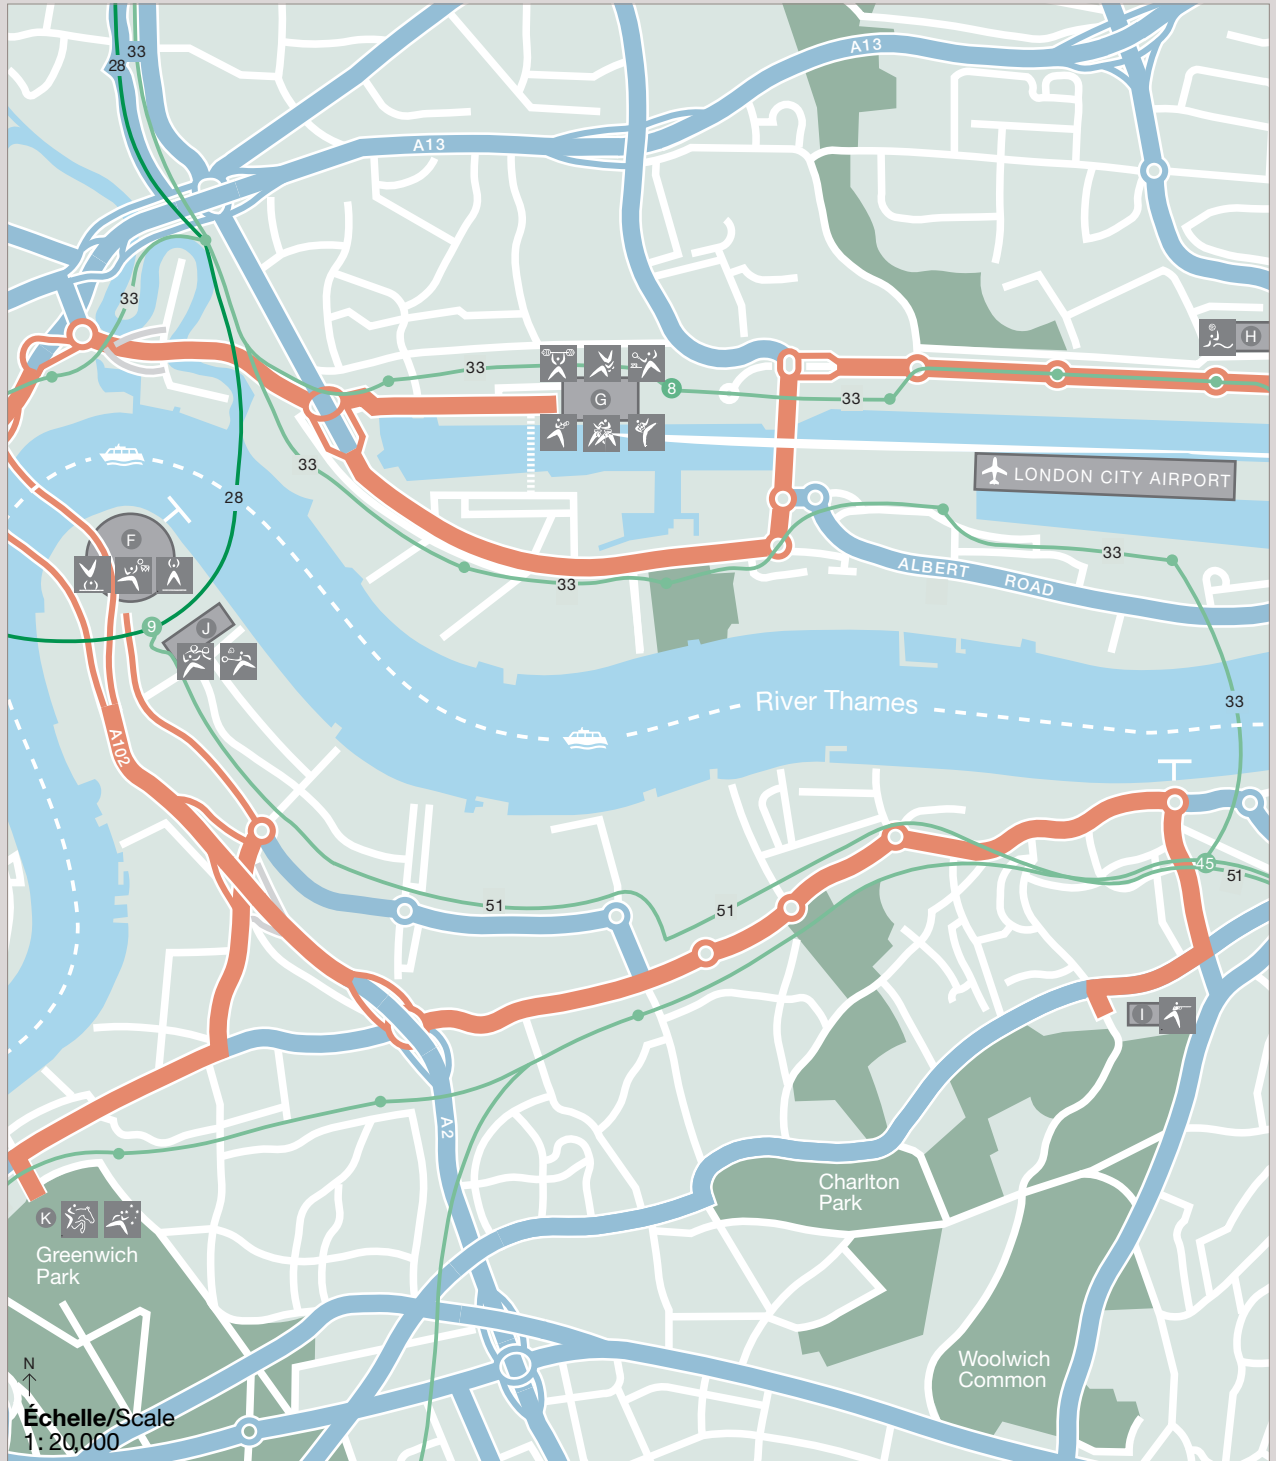 33
28
A13
A13
33
H
33
8
33
G
33
LONDON CITY AIRPORT
28
F
33
33
ALBERT ROAD
9
J
River Thames
33
A102
45
51
51
51
I
A2
Charlton
Park
K
Greenwich
Park
Woolwich
Common
N
Échelle/Scale
1: 20,000